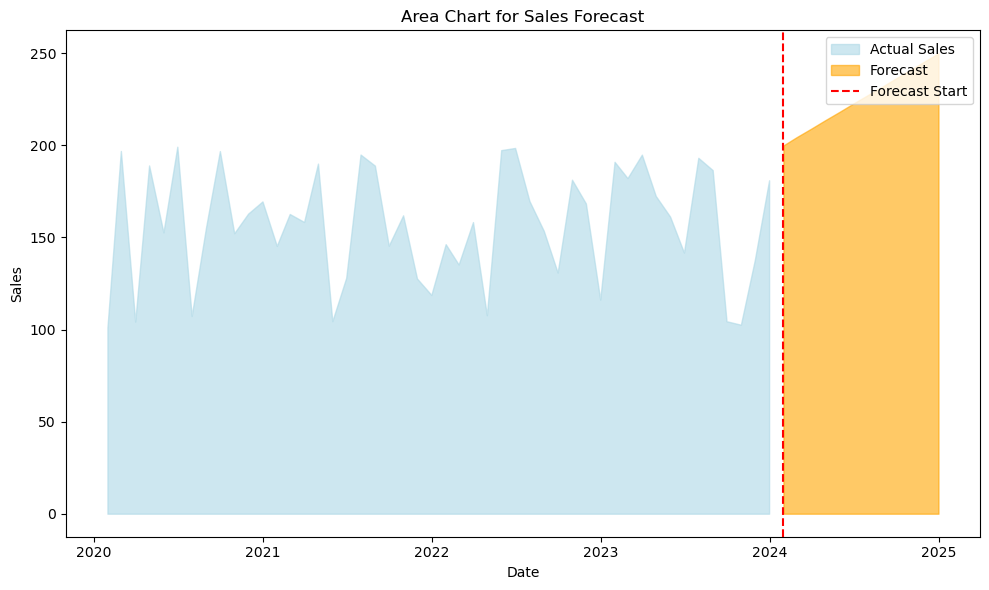 Area Chart for Sales Forecast
Actual Sales
Forecast
Forecast Start
250
200
150
100
50
0
Sales
2020 2021 2022 2023 2024 2025
Date